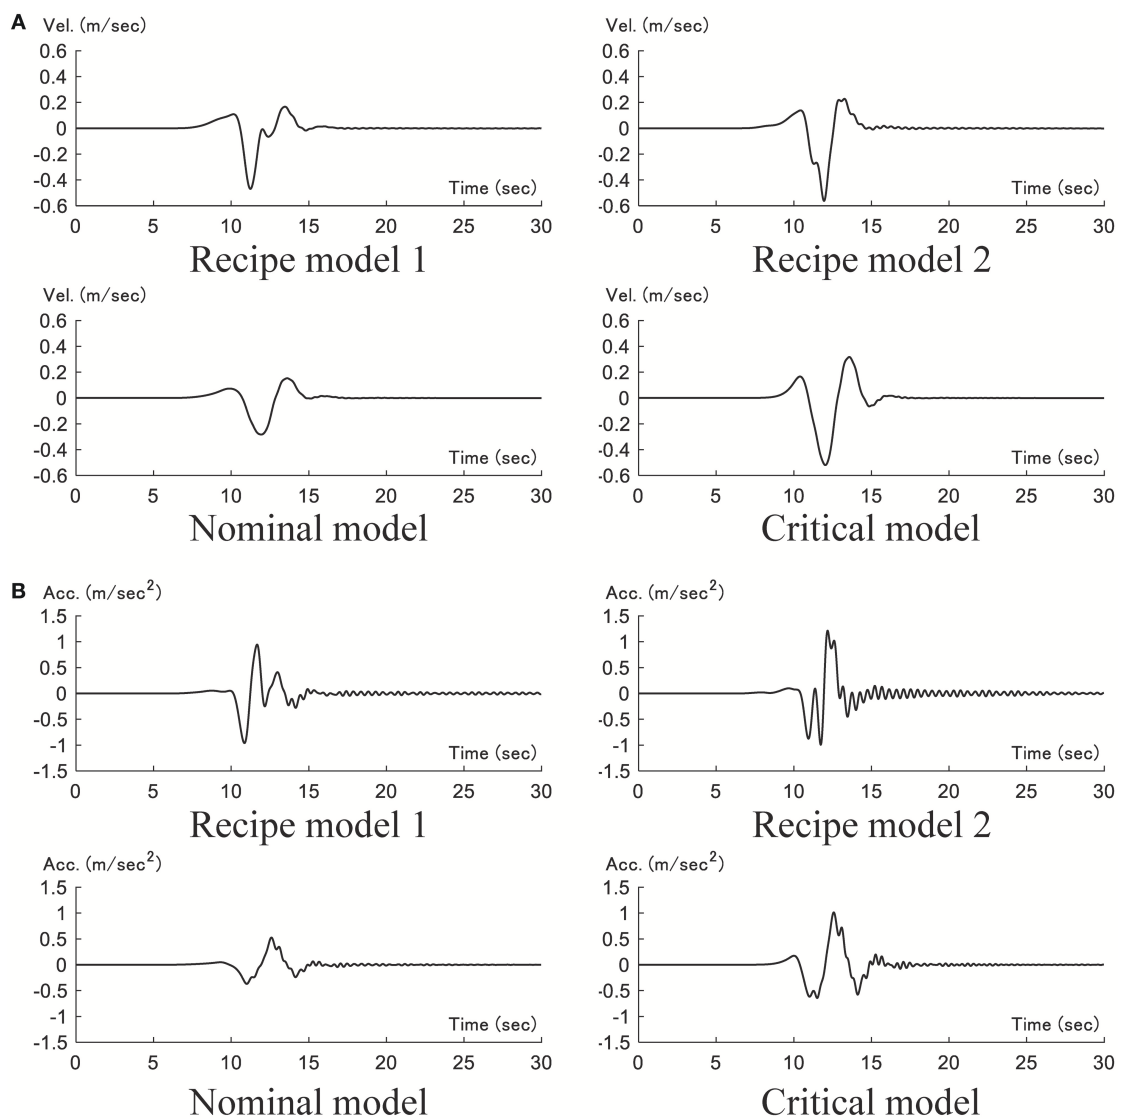 A Vel. (m/sec) Vel. (m/sec)
0.6 0.6
0.4 0.4
0.2 0.2
0 0
-0.2 -0.2
-0.4 Time (sec) -0.4 Time (sec)
-0.6 -0.6
0 5 10 15 20 25 30 0 5 10 15 20 25 30
Recipe model 1 Recipe model 2
Vel. (m/sec) Vel. (m/sec)
0.6 0.6
0.4 0.4
0.2 0.2
0 0
-0.2 -0.2
-0.4 Time (sec) -0.4 Time (sec)
-0.6 -0.6
0 5 10 15 20 25 30 0 5 10 15 20 25 30
Nominal model Critical model
B Acc. (m/sec²) Acc. (m/sec²)
1.5 1.5
1 1
0.5 0.5
0 0
-0.5 -0.5
-1 Time (sec) -1 Time (sec)
-1.5 -1.5
0 5 10 15 20 25 30 0 5 10 15 20 25 30
Recipe model 1 Recipe model 2
Acc. (m/sec²) Acc. (m/sec²)
1.5 1.5
1 1
0.5 0.5
0 0
-0.5 -0.5
-1 Time (sec) -1 Time (sec)
-1.5 -1.5
0 5 10 15 20 25 30 0 5 10 15 20 25 30
Nominal model Critical model